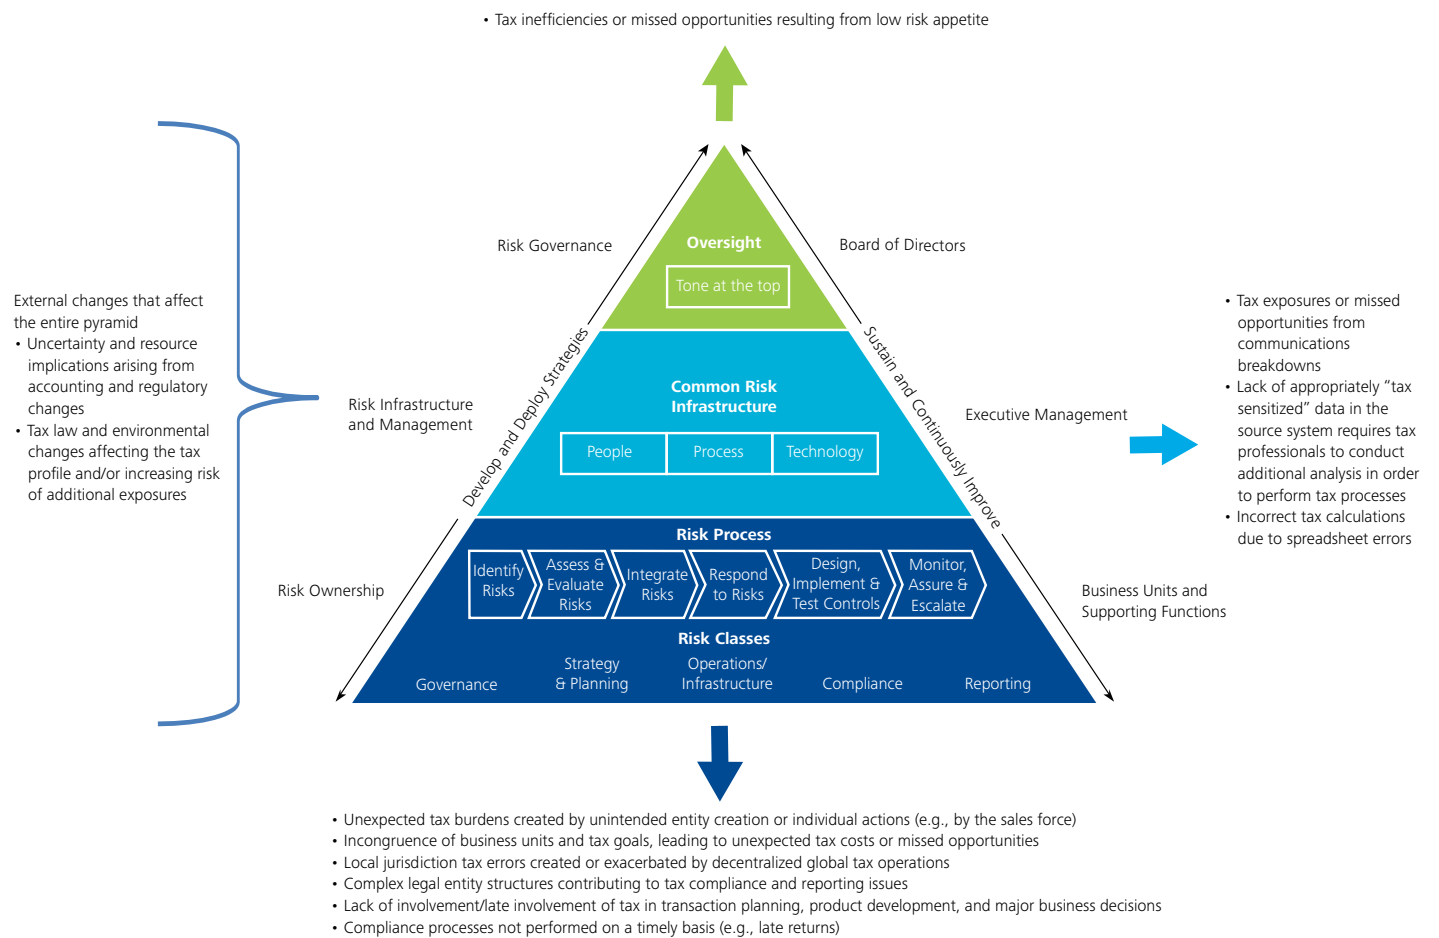 • Tax inefficiencies or missed opportunities resulting from low risk appetite
Risk Governance
Oversight
Tone at the top
Board of Directors
External changes that affect
the entire pyramid
• Uncertainty and resource
implications arising from
accounting and regulatory
changes
• Tax law and environmental
changes affecting the tax
profile and/or increasing risk
of additional exposures
Risk Infrastructure
and Management
Develop and Deploy Strategies
Common Risk
Infrastructure
People
Process
Technology
Sustain and Continuously Improve
Executive Management
• Tax exposures or missed
opportunities from
communications
breakdowns
• Lack of appropriately “tax
sensitized” data in the
source system requires tax
professionals to conduct
additional analysis in order
to perform tax processes
• Incorrect tax calculations
due to spreadsheet errors
Risk Ownership
Risk Process
Identify
Risks
Assess &
Evaluate
Risks
Integrate
Risks
Respond
to Risks
Design,
Implement &
Test Controls
Monitor,
Assure &
Escalate
Business Units and
Supporting Functions
Risk Classes
Governance
Strategy
& Planning
Operations/
Infrastructure
Compliance
Reporting
• Unexpected tax burdens created by unintended entity creation or individual actions (e.g., by the sales force)
• Incongruence of business units and tax goals, leading to unexpected tax costs or missed opportunities
• Local jurisdiction tax errors created or exacerbated by decentralized global tax operations
• Complex legal entity structures contributing to tax compliance and reporting issues
• Lack of involvement/late involvement of tax in transaction planning, product development, and major business decisions
• Compliance processes not performed on a timely basis (e.g., late returns)